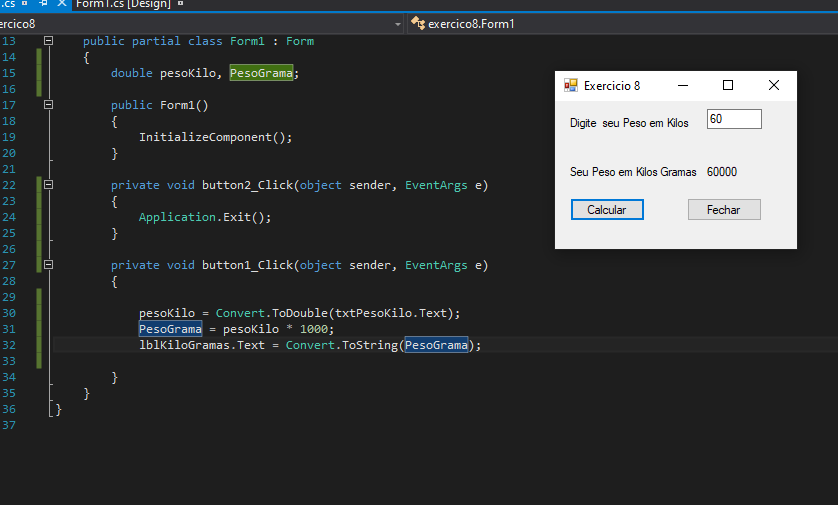 .cs Form1.cs [Design]
ercico8 exercico8.Form1
13 public partial class Form1 : Form
14 {
15 double pesoKilo, PesoGrama;
16
17 public Form1()
18 {
19 InitializeComponent();
20 }
21
22 private void button2_Click(object sender, EventArgs e)
23 {
24 Application.Exit();
25 }
26
27 private void button1_Click(object sender, EventArgs e)
28 {
29
30 pesoKilo = Convert.ToDouble(txtPesoKilo.Text);
31 PesoGrama = pesoKilo * 1000;
32 lblKiloGramas.Text = Convert.ToString(PesoGrama);
33
34 }
35 }
36 }
37
Exercicio 8
Digite seu Peso em Kilos 60
Seu Peso em Kilos Gramas 60000
Calcular Fechar